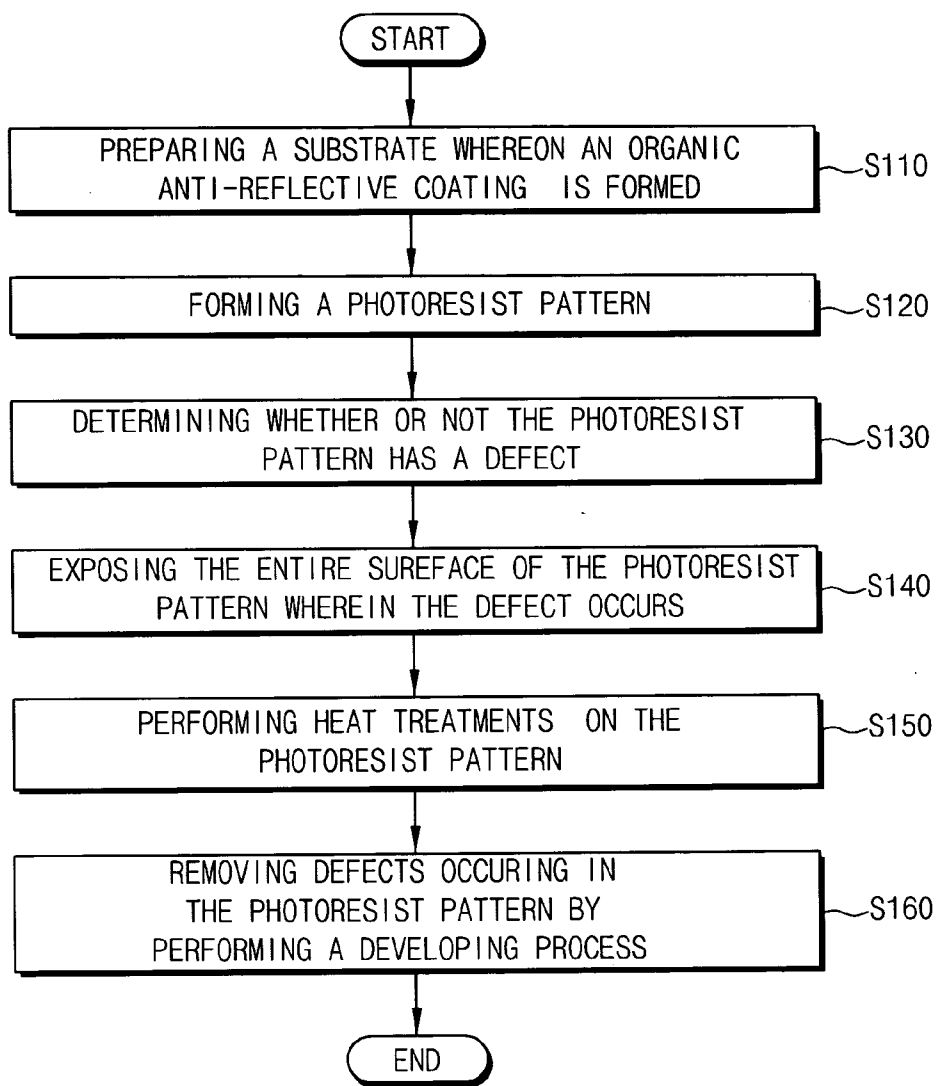 START
PREPARING A SUBSTRATE WHEREON AN ORGANIC
ANTI-REFLECTIVE COATING IS FORMED
S110
FORMING A PHOTORESIST PATTERN
S120
DETERMINING WHETHER OR NOT THE PHOTORESIST
PATTERN HAS A DEFECT
S130
EXPOSING THE ENTIRE SUREFACE OF THE PHOTORESIST
PATTERN WHEREIN THE DEFECT OCCURS
S140
PERFORMING HEAT TREATMENTS ON THE
PHOTORESIST PATTERN
S150
REMOVING DEFECTS OCCURING IN
THE PHOTORESIST PATTERN BY
PERFORMING A DEVELOPING PROCESS
S160
END